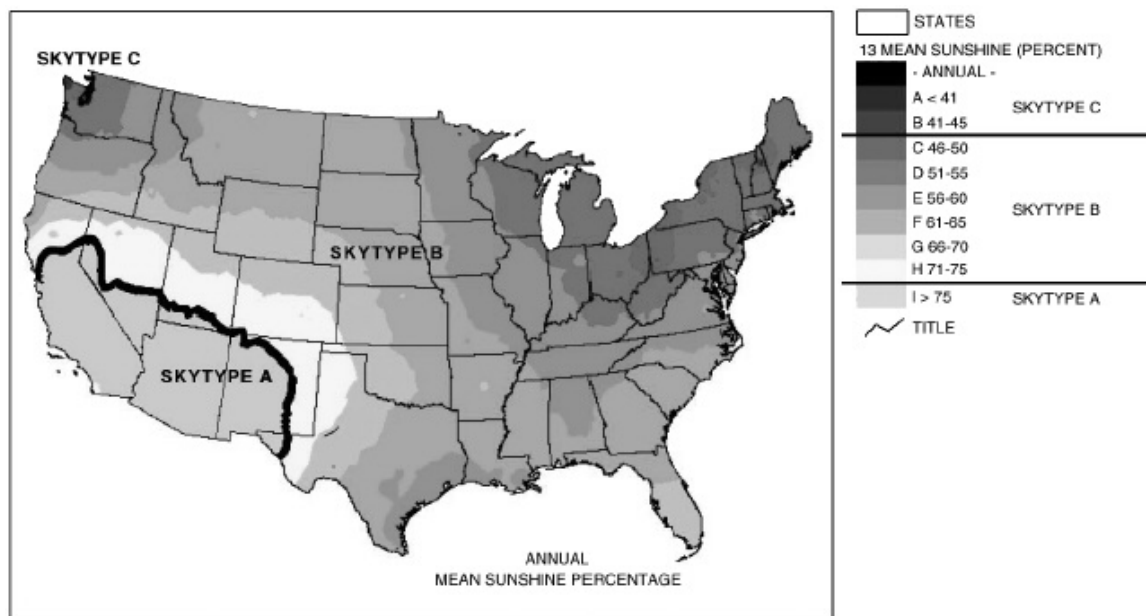 SKYTYPE C
SKYTYPE B
SKYTYPE A
ANNUAL
MEAN SUNSHINE PERCENTAGE
STATES
13 MEAN SUNSHINE (PERCENT)
- ANNUAL -
A < 41
B 41-45
SKYTYPE C
C 46-50
D 51-55
E 56-60
F 61-65
SKYTYPE B
G 66-70
H 71-75
I > 75
SKYTYPE A
TITLE